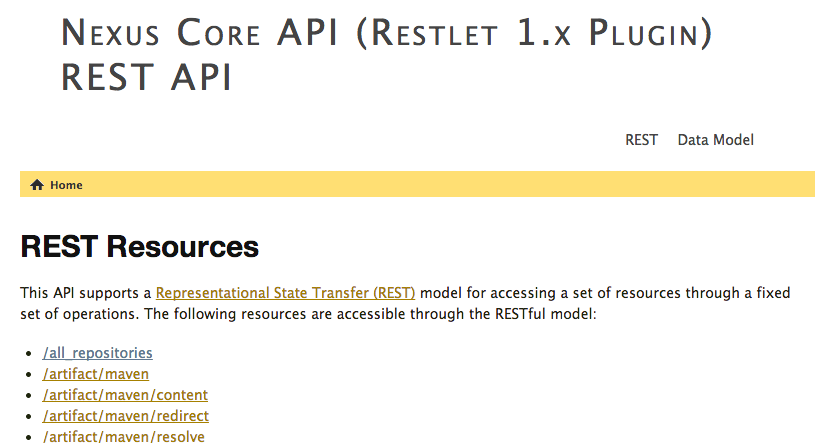 Nexus Core API (Restlet 1.x Plugin)
REST API
REST Data Model
Home
REST Resources
This API supports a Representational State Transfer (REST) model for accessing a set of resources through a fixed
set of operations. The following resources are accessible through the RESTful model:
/all_repositories
/artifact/maven
/artifact/maven/content
/artifact/maven/redirect
/artifact/maven/resolve